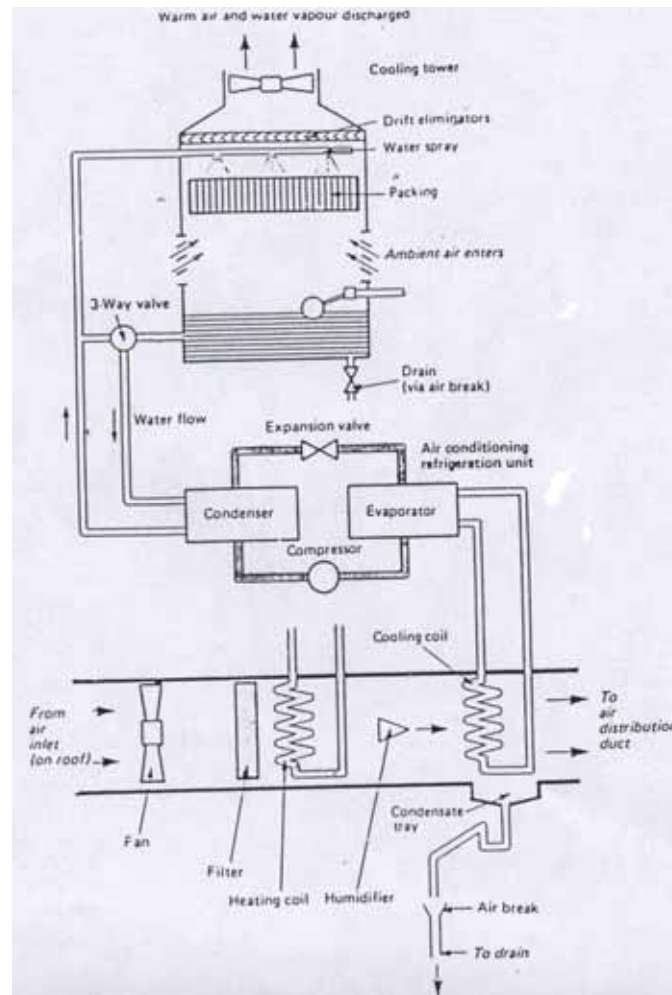 Warm air and water vapour discharged
Cooling tower
Drift eliminators
Water spray
Packing
Ambient air enters
3-Way valve
Drain
(via air break)
Water flow
Expansion valve
Air conditioning
refrigeration unit
Condenser
Evaporator
Compressor
Cooling coil
From
air
inlet
(on roof)
To
air
distribution
duct
Condensate
tray
Fan
Filter
Heating coil
Humidifier
Air break
To drain